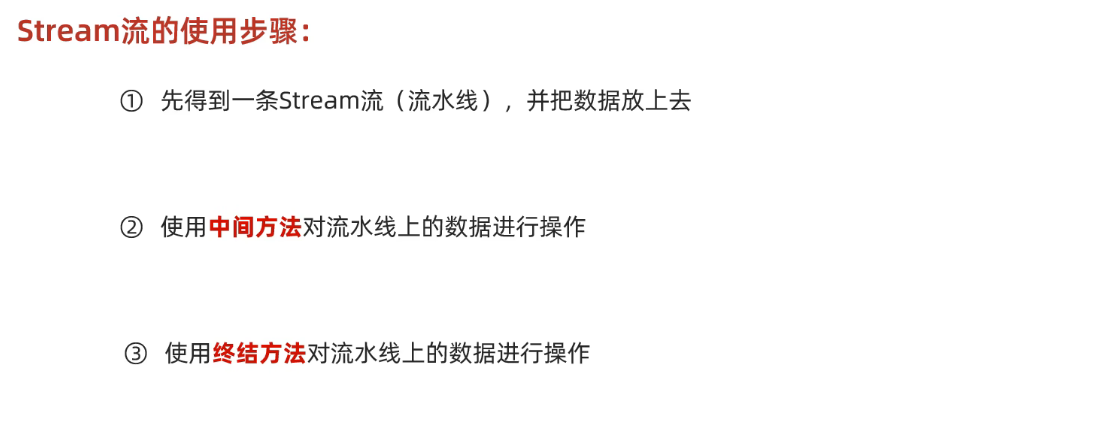 Stream流的使用步骤：
① 先得到一条Stream流（流水线），并把数据放上去
② 使用中间方法对流水线上的数据进行操作
③ 使用终结方法对流水线上的数据进行操作